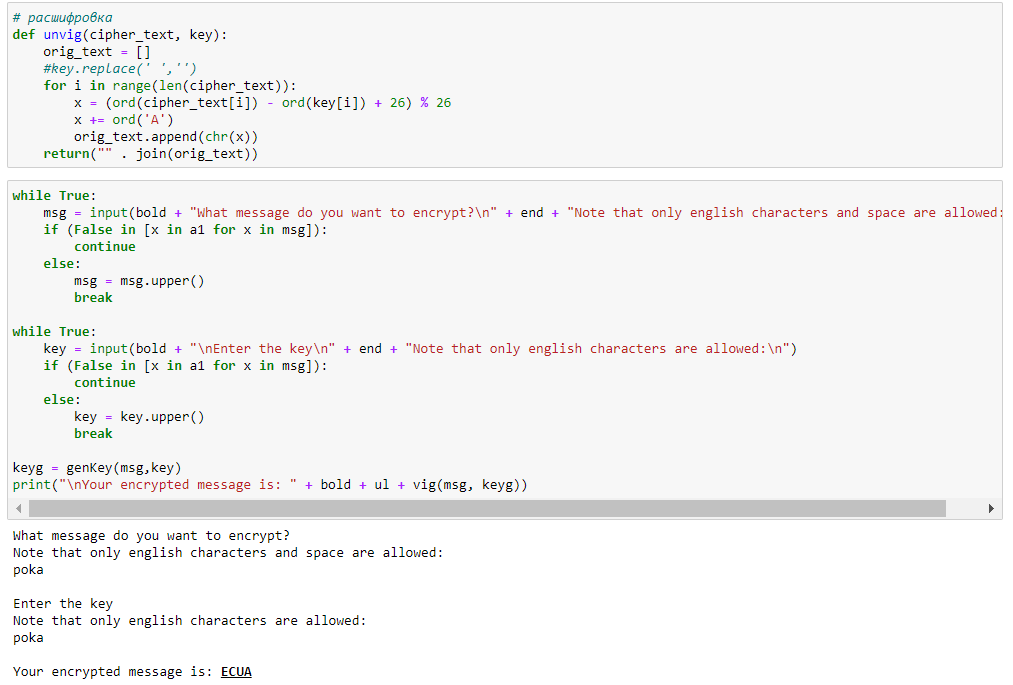 # расшифровка
def unvig(cipher_text, key):
    orig_text = []
    #key.replace(' ','')
    for i in range(len(cipher_text)):
        x = (ord(cipher_text[i]) - ord(key[i]) + 26) % 26
        x += ord('A')
        orig_text.append(chr(x))
    return("" . join(orig_text))
while True:
    msg = input(bold + "What message do you want to encrypt?\n" + end + "Note that only english characters and space are allowed:
    if (False in [x in a1 for x in msg]):
        continue
    else:
        msg = msg.upper()
        break
while True:
    key = input(bold + "\nEnter the key\n" + end + "Note that only english characters are allowed:\n")
    if (False in [x in a1 for x in msg]):
        continue
    else:
        key = key.upper()
        break
keyg = genKey(msg,key)
print("\nYour encrypted message is: " + bold + ul + vig(msg, keyg))
What message do you want to encrypt?
Note that only english characters and space are allowed:
poka
Enter the key
Note that only english characters are allowed:
poka
Your encrypted message is: ECUA